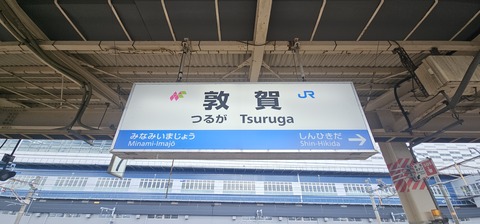 敦賀 JR
つるが Tsuruga
みなみいまじょう しんひきだ
Minami-Imajō Shin-Hikida